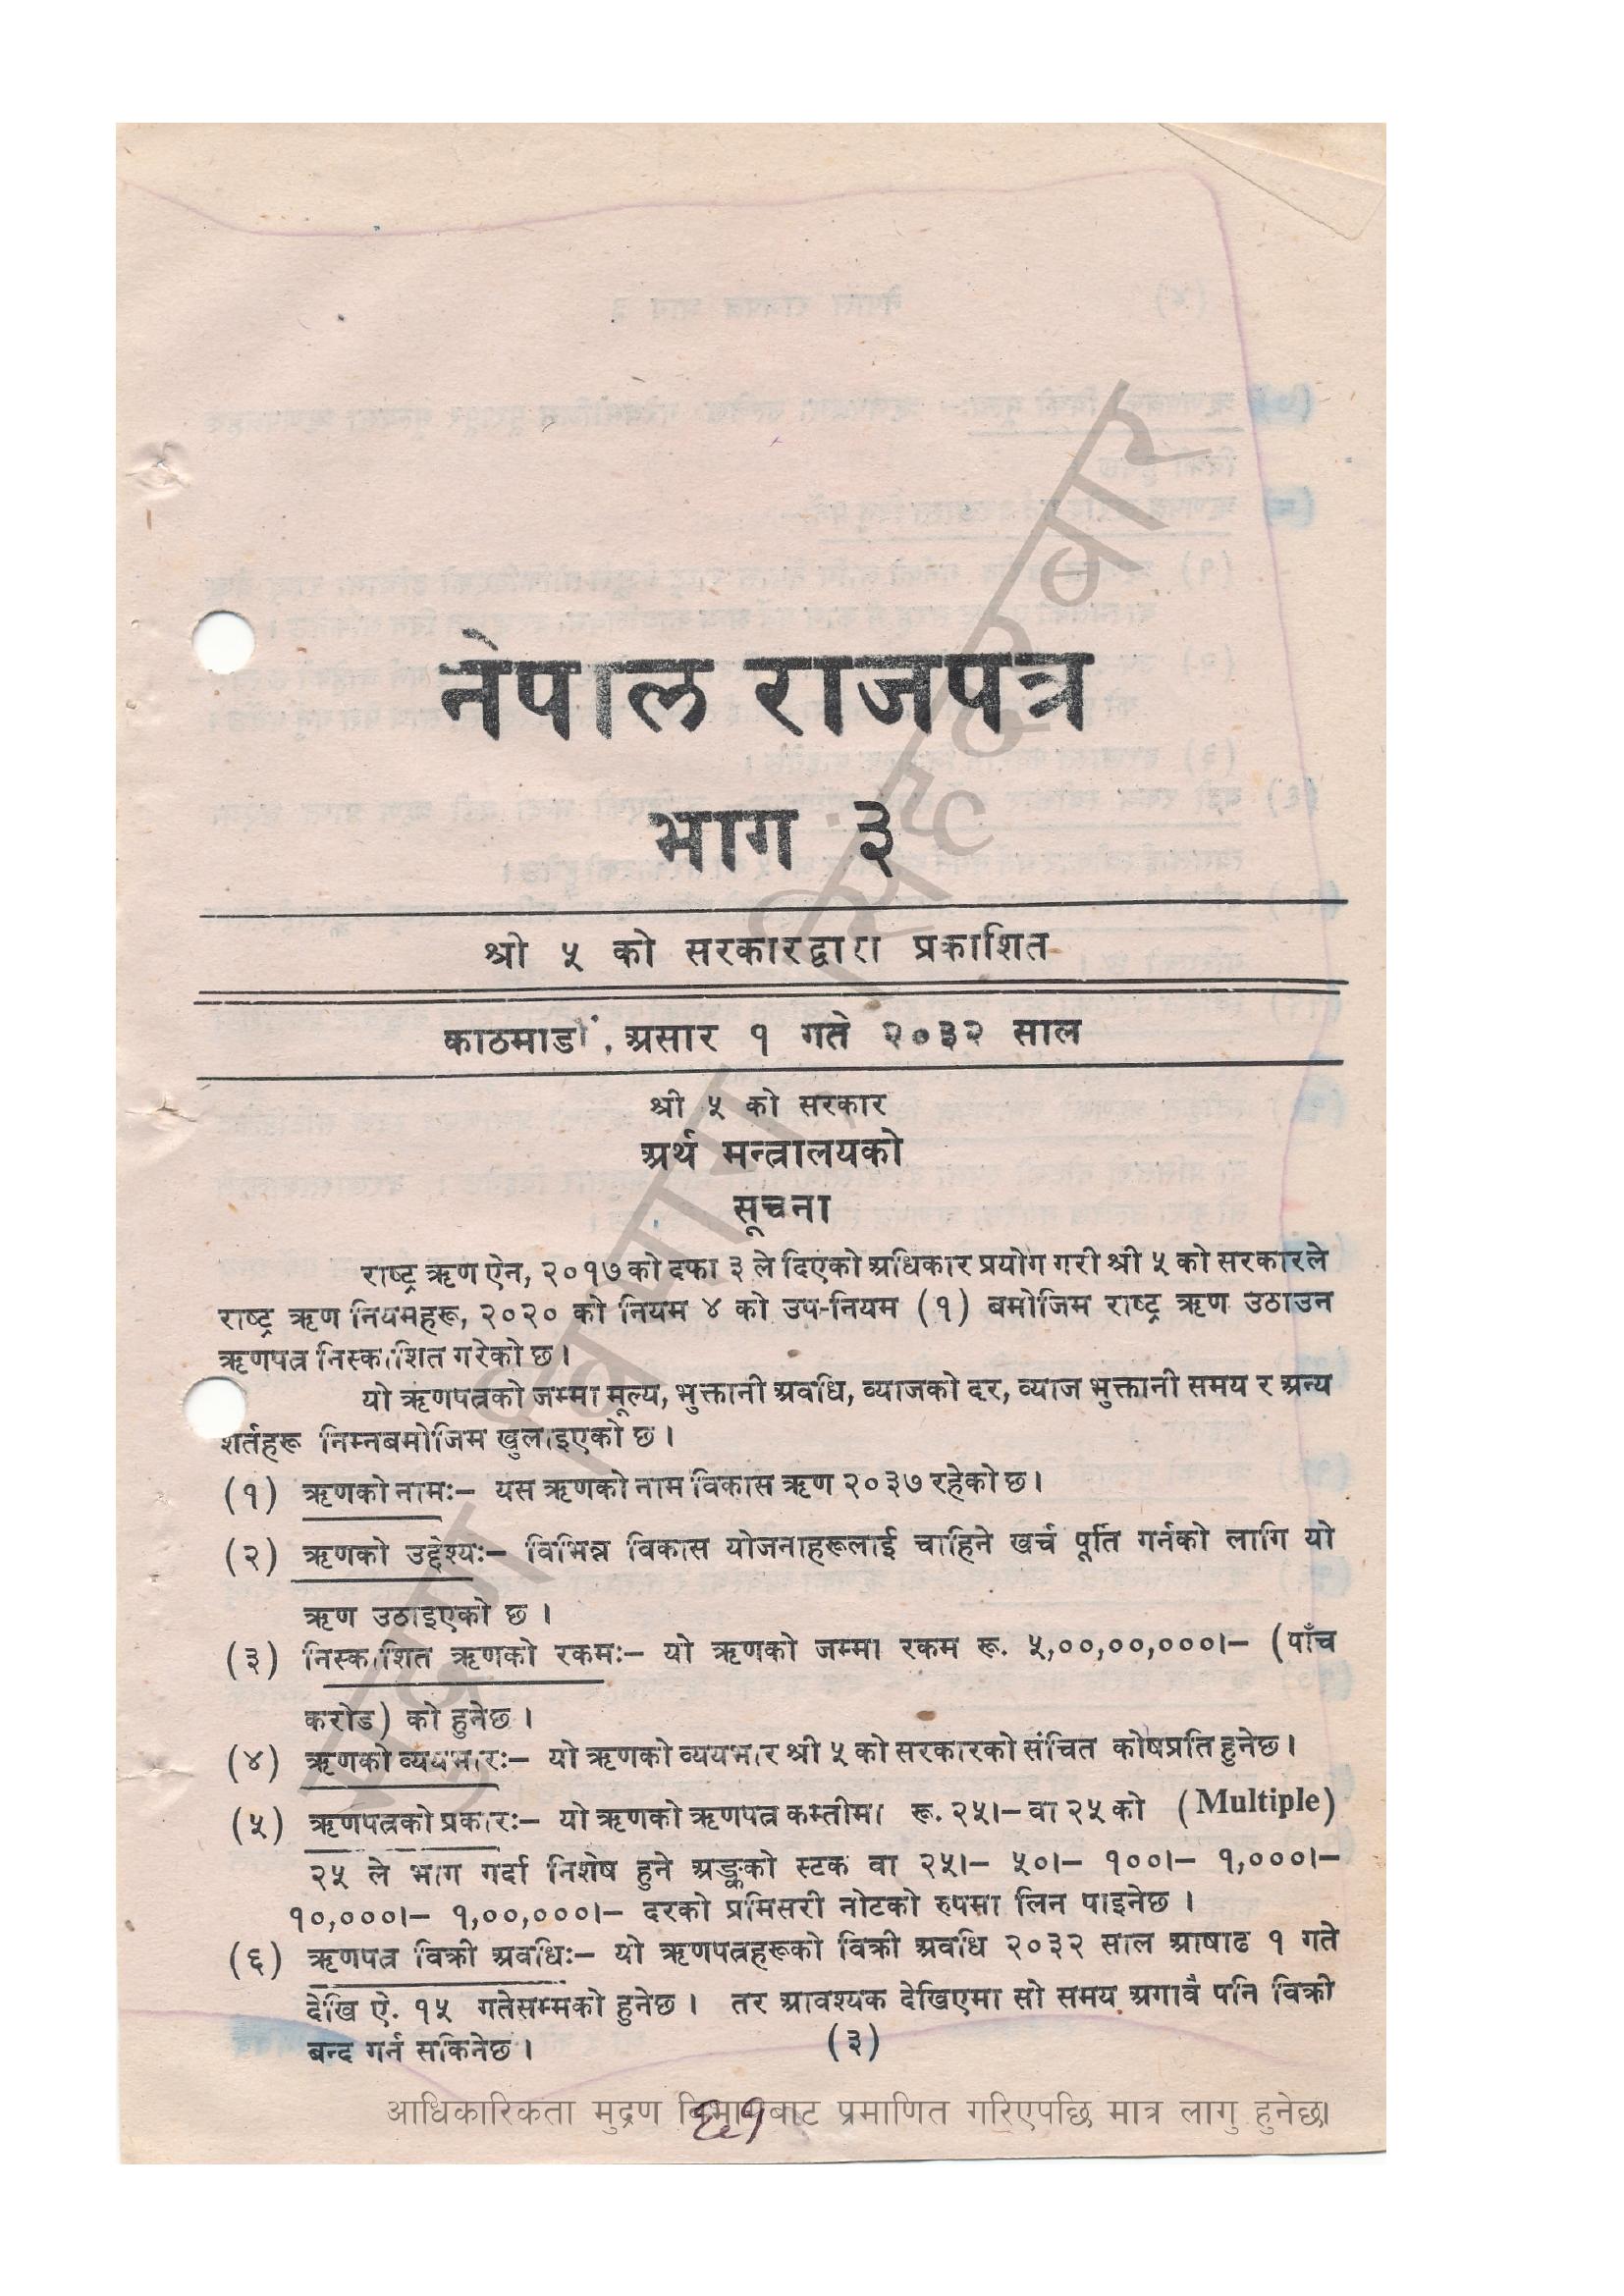 नेपाल राजपत्र
भाग ३
श्री ५ को सरकारद्वारा प्रकाशित
काठमाडौं, असार १ गते २०३२ साल
श्री ५ को सरकार
अर्थ मन्त्रालयको
सूचना
राष्ट्र ऋण ऐन, २०१७ को दफा ३ ले दिएको अधिकार प्रयोग गरी श्री ५ को सरकारले
राष्ट्र ऋण नियमहरू, २०२० को नियम ४ को उप-नियम (१) बमोजिम राष्ट्र ऋण उठाउन
ऋणपत्र निस्काशित गरेको छ।
यो ऋणपत्रको जम्मा मूल्य, भुक्तानी अवधि, व्याजको दर, व्याज भुक्तानी समय र अन्य
शर्तहरू निम्नबमोजिम खुलाइएको छ।
(१) ऋणको नामः– यस ऋणको नाम विकास ऋण २०३७ रहेको छ।
(२) ऋणको उद्देश्यः– विभिन्न विकास योजनाहरूलाई चाहिने खर्च पूर्ति गर्नको लागि यो
ऋण उठाइएको छ।
(३) निस्काशित ऋणको रकमः– यो ऋणको जम्मा रकम रू. ५,००,००,०००।– (पाँच
करोड) को हुनेछ।
(४) ऋणको व्ययभारः– यो ऋणको व्ययभार श्री ५ को सरकारको संचित कोषप्रति हुनेछ।
(५) ऋणपत्रको प्रकारः– यो ऋणको ऋणपत्र कम्तीमा रू. २५।– वा २५ को (Multiple)
२५ ले भाग गर्दा निशेष हुने अङ्कको स्टक वा २५।– ५०।– १००।– १,०००।–
१०,०००।– १,००,०००।– दरको प्रमिसरी नोटको रुपमा लिन पाइनेछ।
(६) ऋणपत्र विक्री अवधिः– यो ऋणपत्रहरूको विक्री अवधि २०३२ साल आषाढ १ गते
देखि ऐ. १५ गतेसम्मको हुनेछ। तर आवश्यक देखिएमा सो समय अगावै पनि विक्री
बन्द गर्न सकिनेछ।
(३)
आधिकारिकता मुद्रण विभागबाट प्रमाणित गरिएपछि मात्र लागु हुनेछ।
मुद्रण विभाग, सिंहदरबार